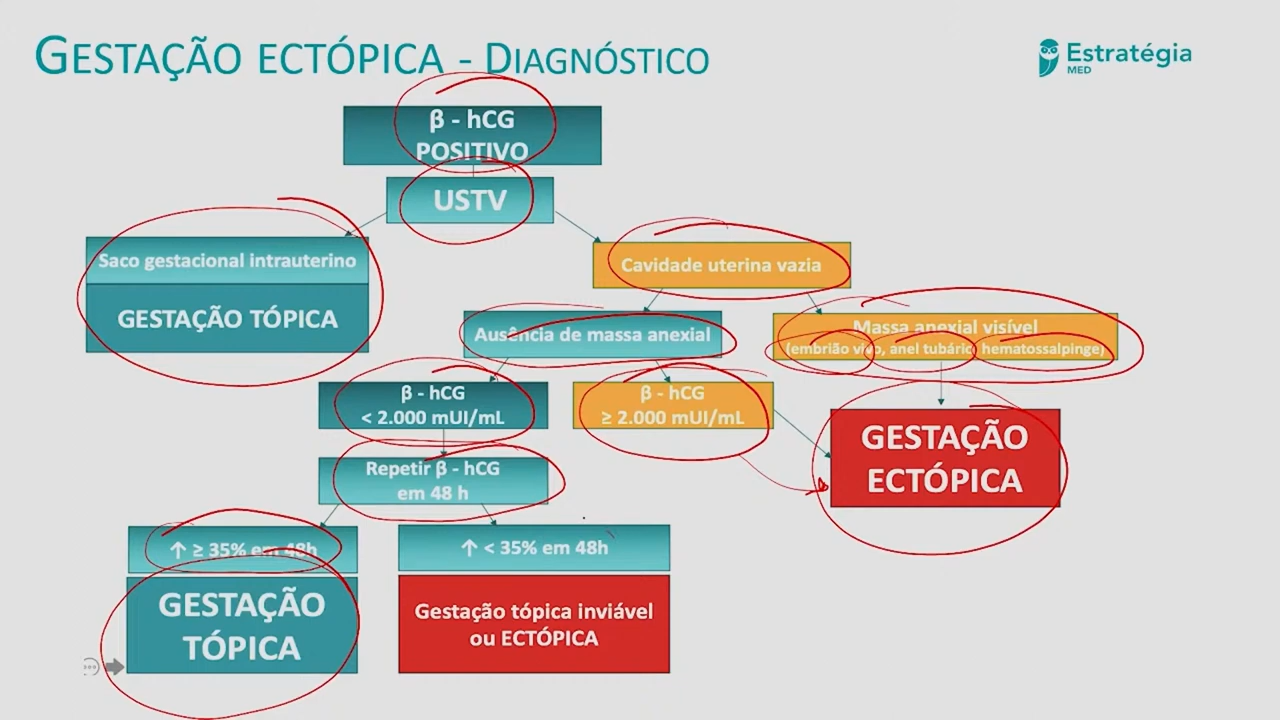 GESTAÇÃO ECTÓPICA - DIAGNÓSTICO
Estratégia
MED
β - hCG
POSITIVO
USTV
Saco gestacional intrauterino
GESTAÇÃO TÓPICA
Cavidade uterina vazia
Ausência de massa anexial
Massa anexial visível
(embrião vivo, anel tubário, hematossalpinge)
β - hCG
< 2.000 mUI/mL
β - hCG
≥ 2.000 mUI/mL
GESTAÇÃO
ECTÓPICA
Repetir β - hCG
em 48 h
↑ ≥ 35% em 48h
GESTAÇÃO
TÓPICA
↑ < 35% em 48h
Gestação tópica inviável
ou ECTÓPICA